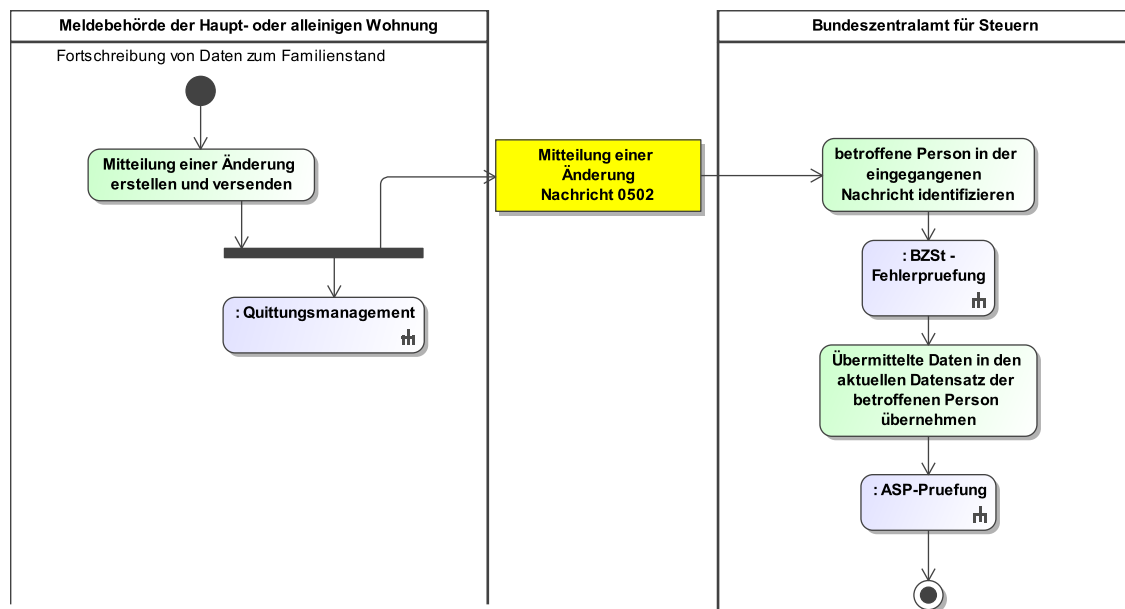 Meldebehörde der Haupt- oder alleinigen Wohnung
Fortschreibung von Daten zum Familienstand
Mitteilung einer Änderung
erstellen und versenden
: Quittungsmanagement
Mitteilung einer
Änderung
Nachricht 0502
Bundeszentralamt für Steuern
betroffene Person in der
eingegangenen
Nachricht identifizieren
: BZSt -
Fehlerpruefung
Übermittelte Daten in den
aktuellen Datensatz der
betroffenen Person
übernehmen
: ASP-Pruefung